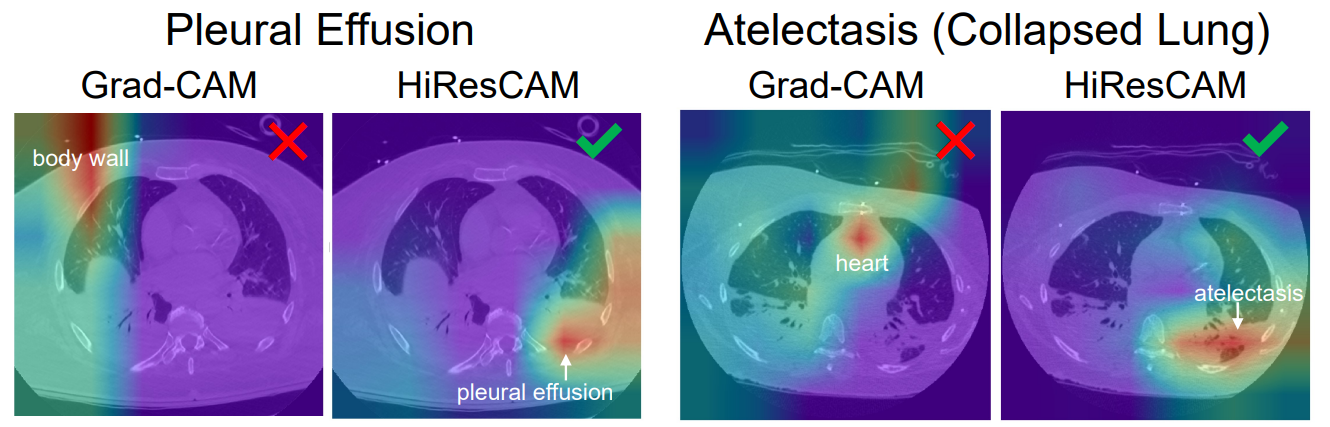 Pleural Effusion
Grad-CAM
HiResCAM
body wall
pleural effusion
Atelectasis (Collapsed Lung)
Grad-CAM
HiResCAM
heart
atelectasis